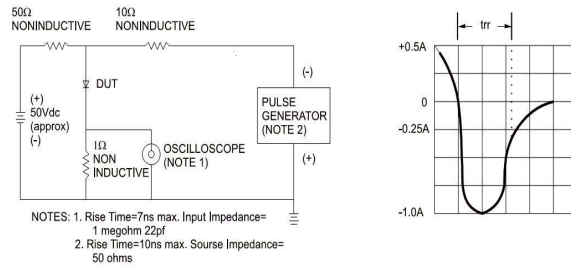 50Ω
NONINDUCTIVE
10Ω
NONINDUCTIVE
DUT
(+)
50Vdc
(approx)
(-)
1Ω
NON
INDUCTIVE
OSCILLOSCOPE
(NOTE 1)
(-)
PULSE
GENERATOR
(NOTE 2)
(+)
NOTES: 1. Rise Time=7ns max. Input Impedance=
1 megohm 22pf
2. Rise Time=10ns max. Sourse Impedance=
50 ohms
trr
+0.5A
0
-0.25A
-1.0A